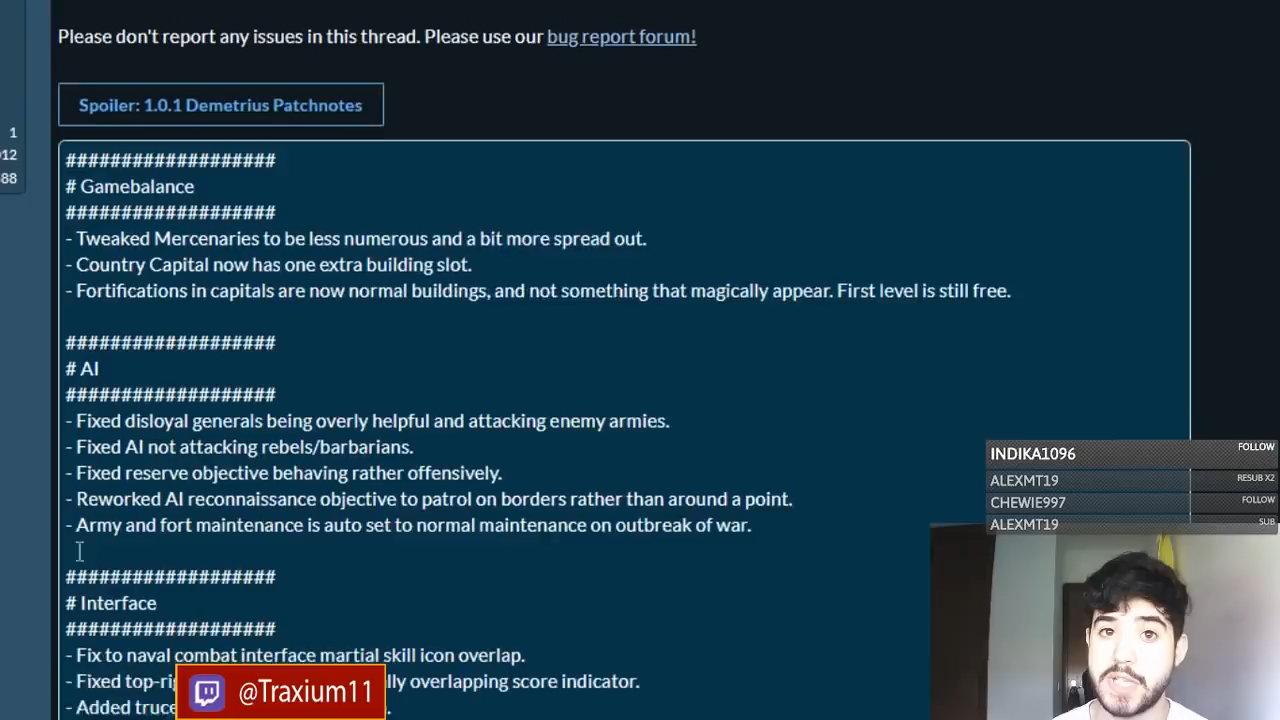 Please don't report any issues in this thread. Please use our bug report forum!
Spoiler: 1.0.1 Demetrius Patchnotes
1
912
88
###################
# Gamebalance
###################
- Tweaked Mercenaries to be less numerous and a bit more spread out.
- Country Capital now has one extra building slot.
- Fortifications in capitals are now normal buildings, and not something that magically appear. First level is still free.
###################
# AI
###################
- Fixed disloyal generals being overly helpful and attacking enemy armies.
- Fixed AI not attacking rebels/barbarians.
- Fixed reserve objective behaving rather offensively.
- Reworked AI reconnaissance objective to patrol on borders rather than around a point.
- Army and fort maintenance is auto set to normal maintenance on outbreak of war.
INDIKA1096 FOLLOW
ALEXMT19 RESUB X2
CHEWIE997 FOLLOW
ALEXMT19 SUB
###################
# Interface
###################
- Fix to naval combat interface martial skill icon overlap.
- Fixed overlapping score indicator.
- Added truce
@Traxium11